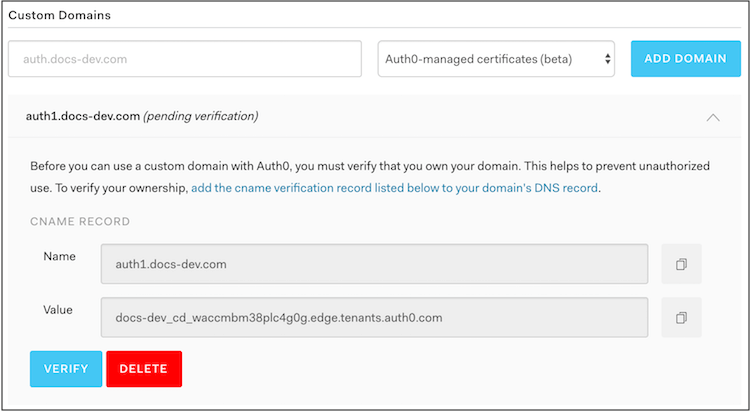 Custom Domains
auth.docs-dev.com
Auth0-managed certificates (beta)
ADD DOMAIN
auth1.docs-dev.com (pending verification)
Before you can use a custom domain with Auth0, you must verify that you own your domain. This helps to prevent unauthorized
use. To verify your ownership, add the cname verification record listed below to your domain's DNS record.
CNAME RECORD
Name
auth1.docs-dev.com
Value
docs-dev_cd_waccmbm38plc4g0g.edge.tenants.auth0.com
VERIFY
DELETE